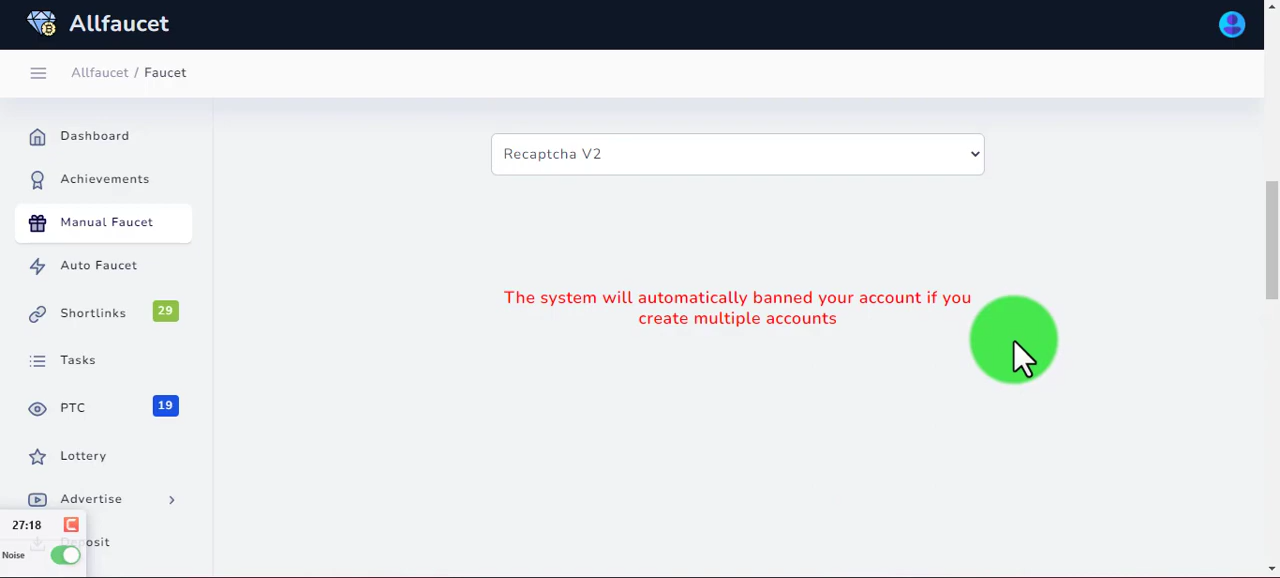 Allfaucet
Allfaucet / Faucet
Dashboard
Achievements
Manual Faucet
Auto Faucet
Shortlinks 29
Tasks
PTC 19
Lottery
Advertise
Deposit
Recaptcha V2
The system will automatically banned your account if you
create multiple accounts
27:18
Noise